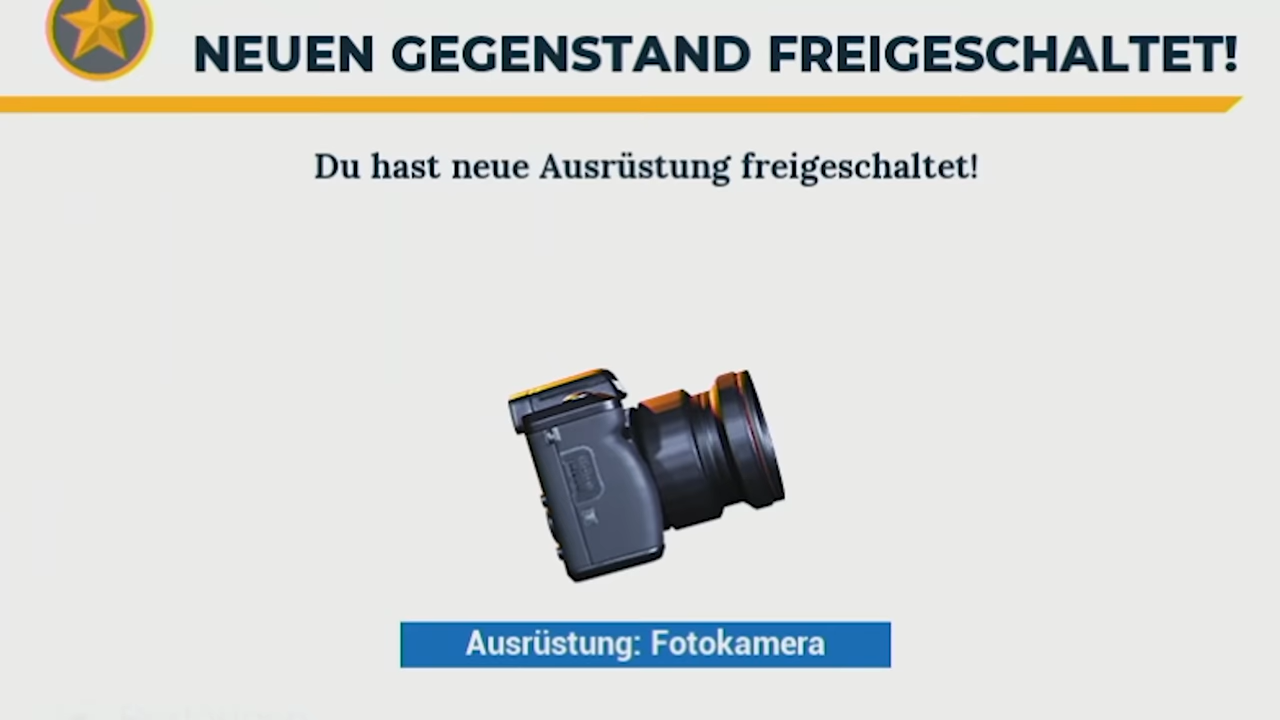 NEUEN GEGENSTAND FREIGESCHALTET!
Du hast neue Ausrüstung freigeschaltet!
Ausrüstung: Fotokamera